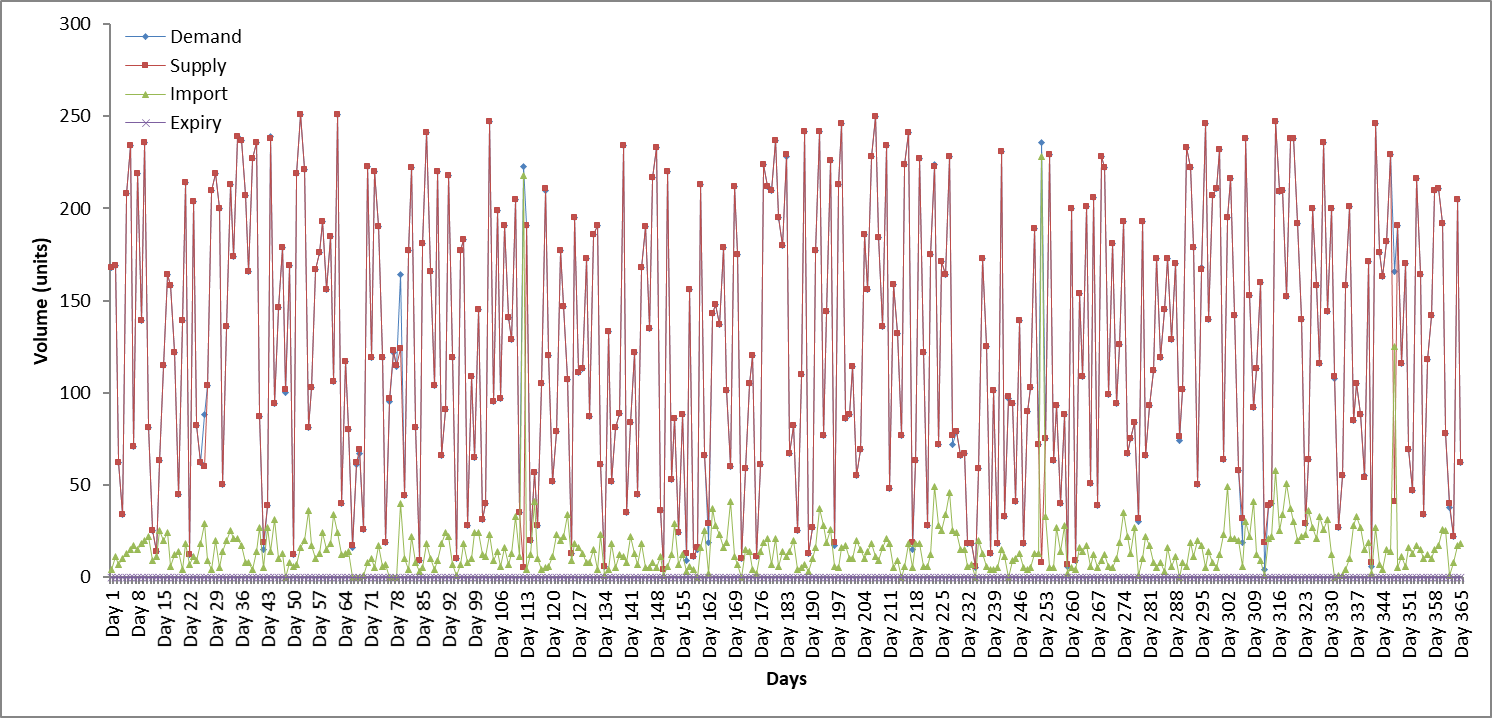 300
250
200
150
100
50
0
Volume (units)
Demand
Supply
Import
Expiry
Day 1
Day 8
Day 15
Day 22
Day 29
Day 36
Day 43
Day 50
Day 57
Day 64
Day 71
Day 78
Day 85
Day 92
Day 99
Day 106
Day 113
Day 120
Day 127
Day 134
Day 141
Day 148
Day 155
Day 162
Day 169
Day 176
Day 183
Day 190
Day 197
Day 204
Day 211
Day 218
Day 225
Day 232
Day 239
Day 246
Day 253
Day 260
Day 267
Day 274
Day 281
Day 288
Day 295
Day 302
Day 309
Day 316
Day 323
Day 330
Day 337
Day 344
Day 351
Day 358
Day 365
Days